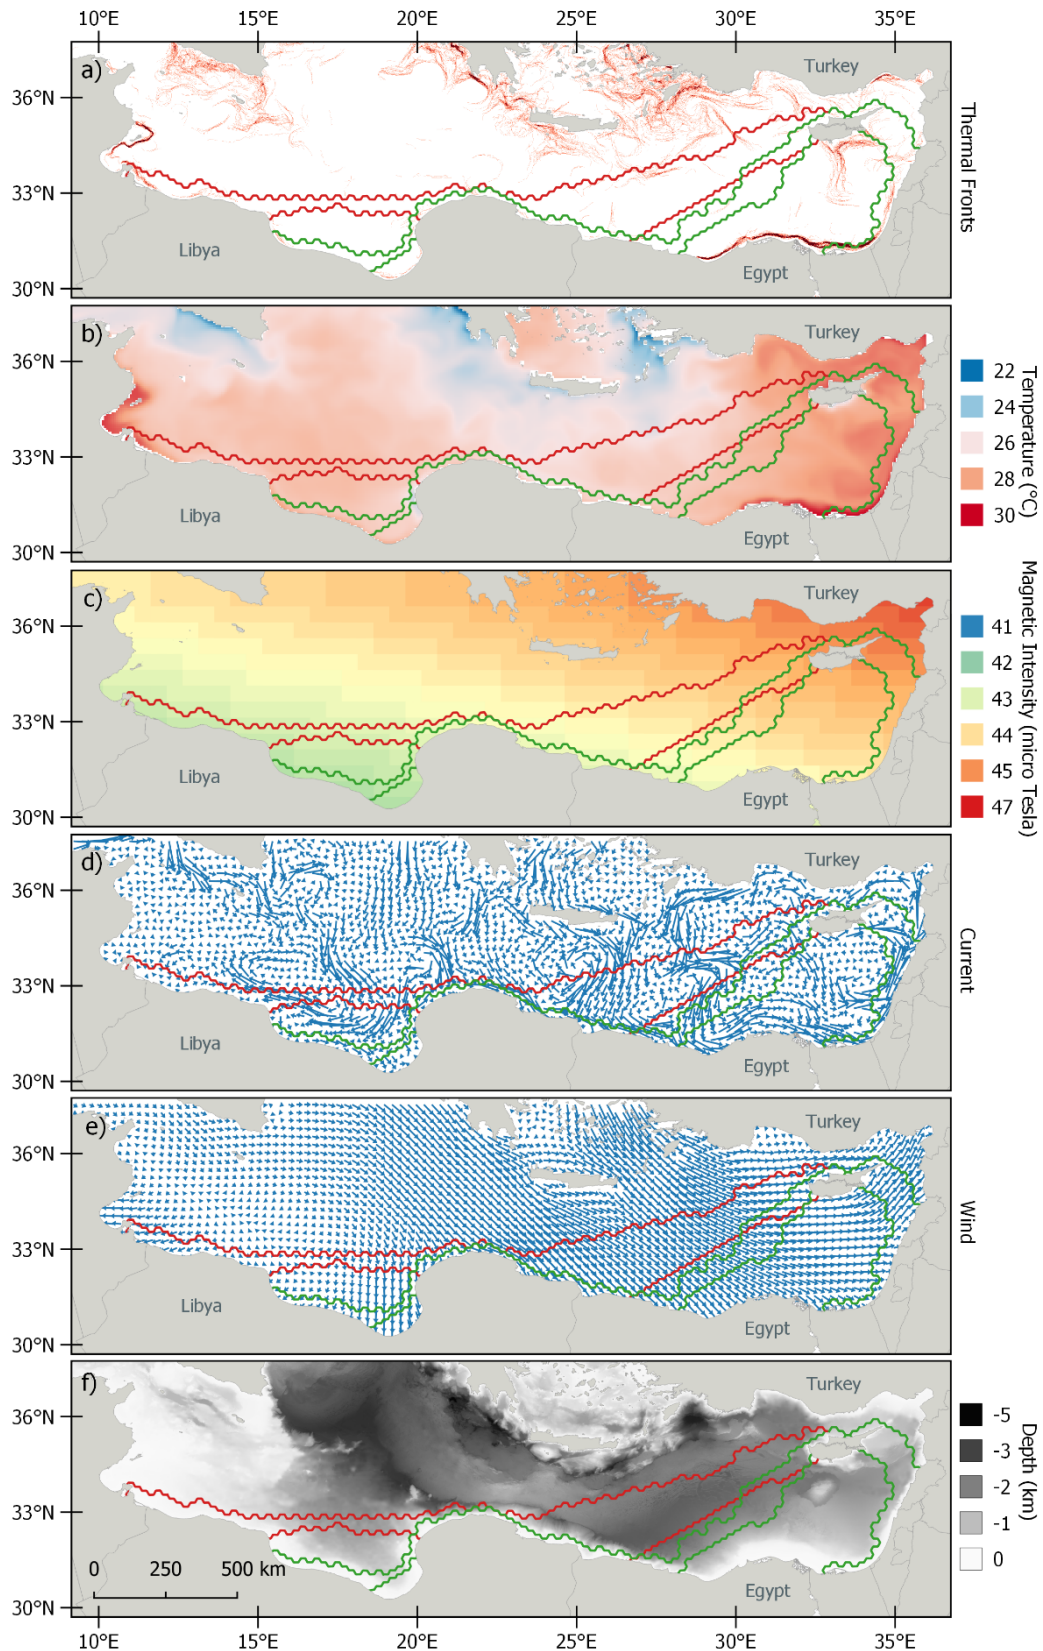 10°E 15°E 20°E 25°E 30°E 35°E
a)
Turkey
36°N
33°N
Libya
Egypt
30°N
Thermal Fronts
b)
Turkey
36°N
33°N
Libya
Egypt
30°N
22
24
26
28
30
Temperature (°C)
c)
Turkey
36°N
33°N
Libya
Egypt
30°N
41
42
43
44
45
47
Magnetic Intensity (micro Tesla)
d)
Turkey
36°N
33°N
Libya
Egypt
30°N
Current
e)
Turkey
36°N
33°N
Libya
Egypt
30°N
Wind
f)
Turkey
36°N
33°N
0 250 500 km
Egypt
30°N
-5
-3
-2
-1
0
Depth (km)
10°E 15°E 20°E 25°E 30°E 35°E